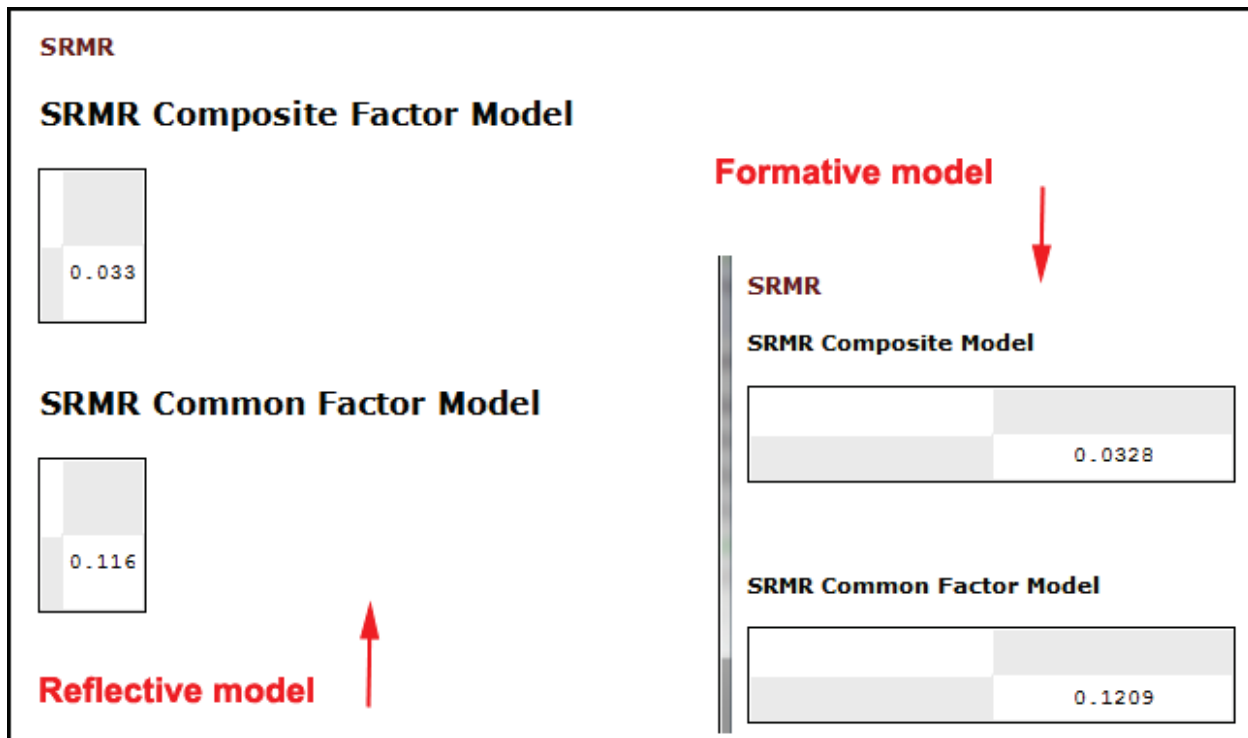 SRMR
SRMR Composite Factor Model
0.033
SRMR Common Factor Model
0.116
Reflective model
Formative model
SRMR
SRMR Composite Model
0.0328
SRMR Common Factor Model
0.1209